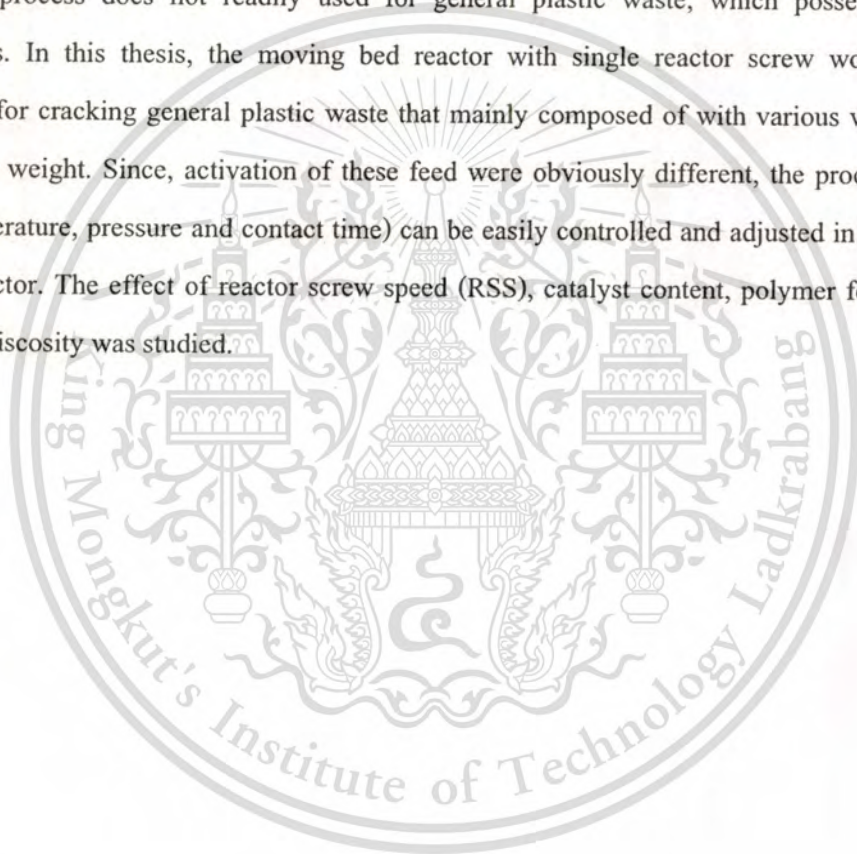 process does not readily used for general plastic waste, which posse
s. In this thesis, the moving bed reactor with single reactor screw wo
for cracking general plastic waste that mainly composed of with various v
weight. Since, activation of these feed were obviously different, the proc
erature, pressure and contact time) can be easily controlled and adjusted in
ctor. The effect of reactor screw speed (RSS), catalyst content, polymer fe
iscosity was studied.
King Mongkut's Institute of Technology Ladkrabang